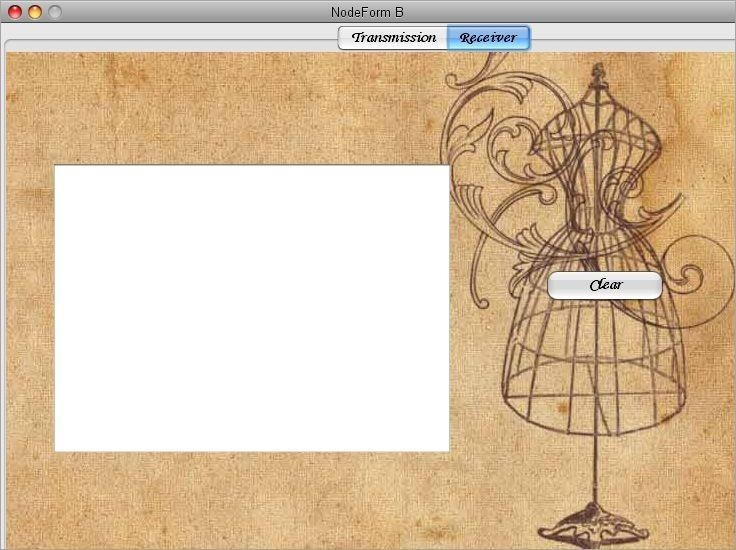 NodeForm B
Transmission Receiver
Clear